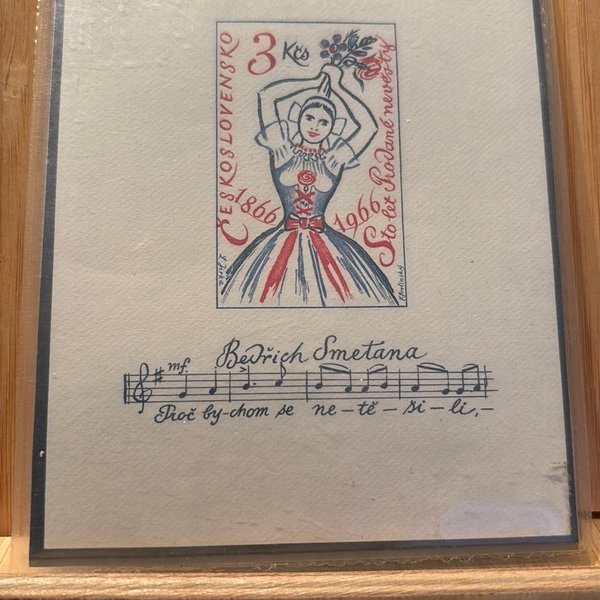 ČESKOSLOVENSKO
3 Kčs
1866
1966
Sto let Prodané nevěsty
Bedřich Smetana
mf.
Proč by-chom se ne-tě-ši-li,-